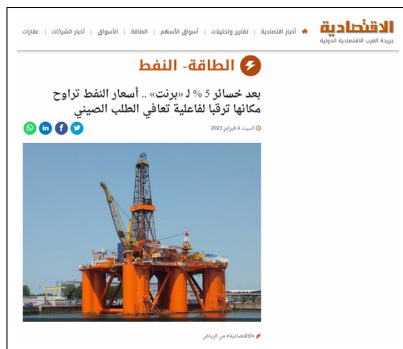 الاقتصادية
جريدة العرب الاقتصادية الدولية
أخبار اقتصادية | تقارير وتحليلات | أسواق الأسهم | الطاقة | الأسواق | أخبار الشركات | عقارات
الطاقة- النفط
بعد خسائر 5 % لـ «برنت» .. أسعار النفط تراوح
مكانها ترقبا لفاعلية تعافي الطلب الصيني
السبت 4 فبراير 2023
«الاقتصادية» من الرياض